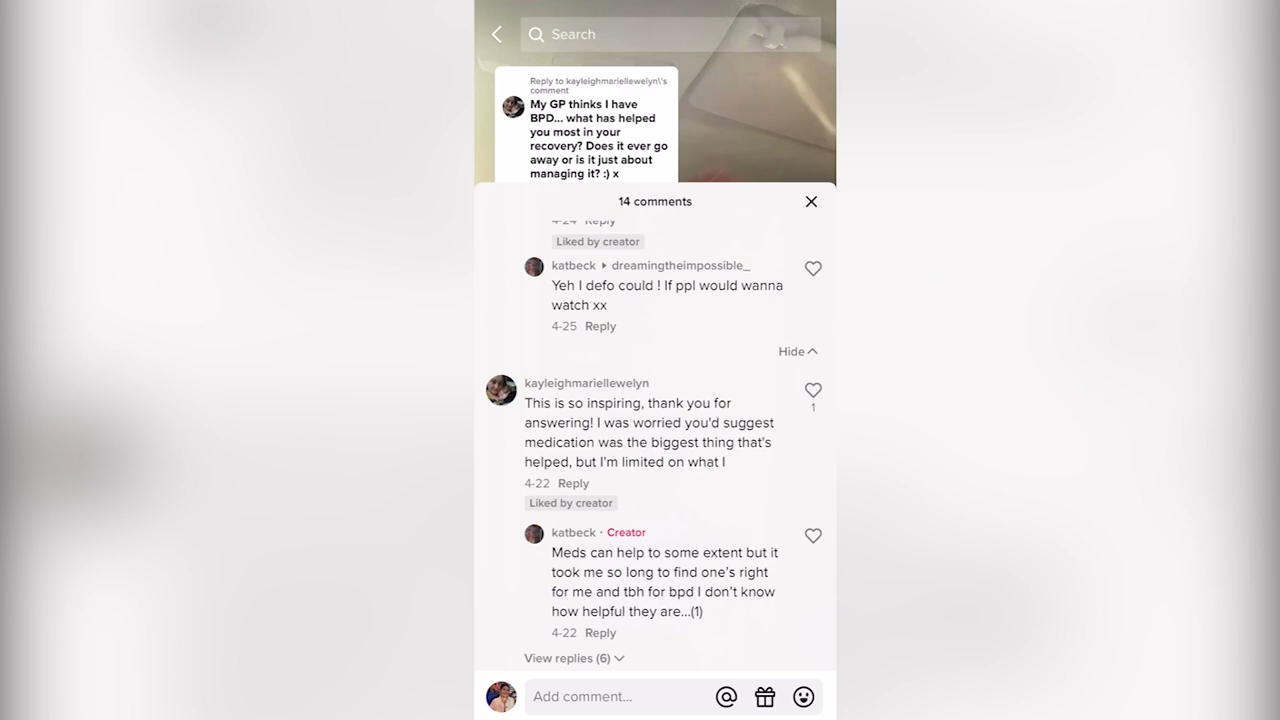 Search
Reply to kayleighmariellewelyn\'s
comment
My GP thinks I have
BPD... what has helped
you most in your
recovery? Does it ever go
away or is it just about
managing it? :) x
14 comments
4-24 Reply
Liked by creator
katbeck dreamingtheimpossible_
Yeh I defo could ! If ppl would wanna
watch xx
4-25 Reply
Hide
kayleighmariellewelyn
This is so inspiring, thank you for
answering! I was worried you'd suggest
medication was the biggest thing that's
helped, but I'm limited on what I
1
4-22 Reply
Liked by creator
katbeck · Creator
Meds can help to some extent but it
took me so long to find one's right
for me and tbh for bpd I don't know
how helpful they are...(1)
4-22 Reply
View replies (6)
Add comment...